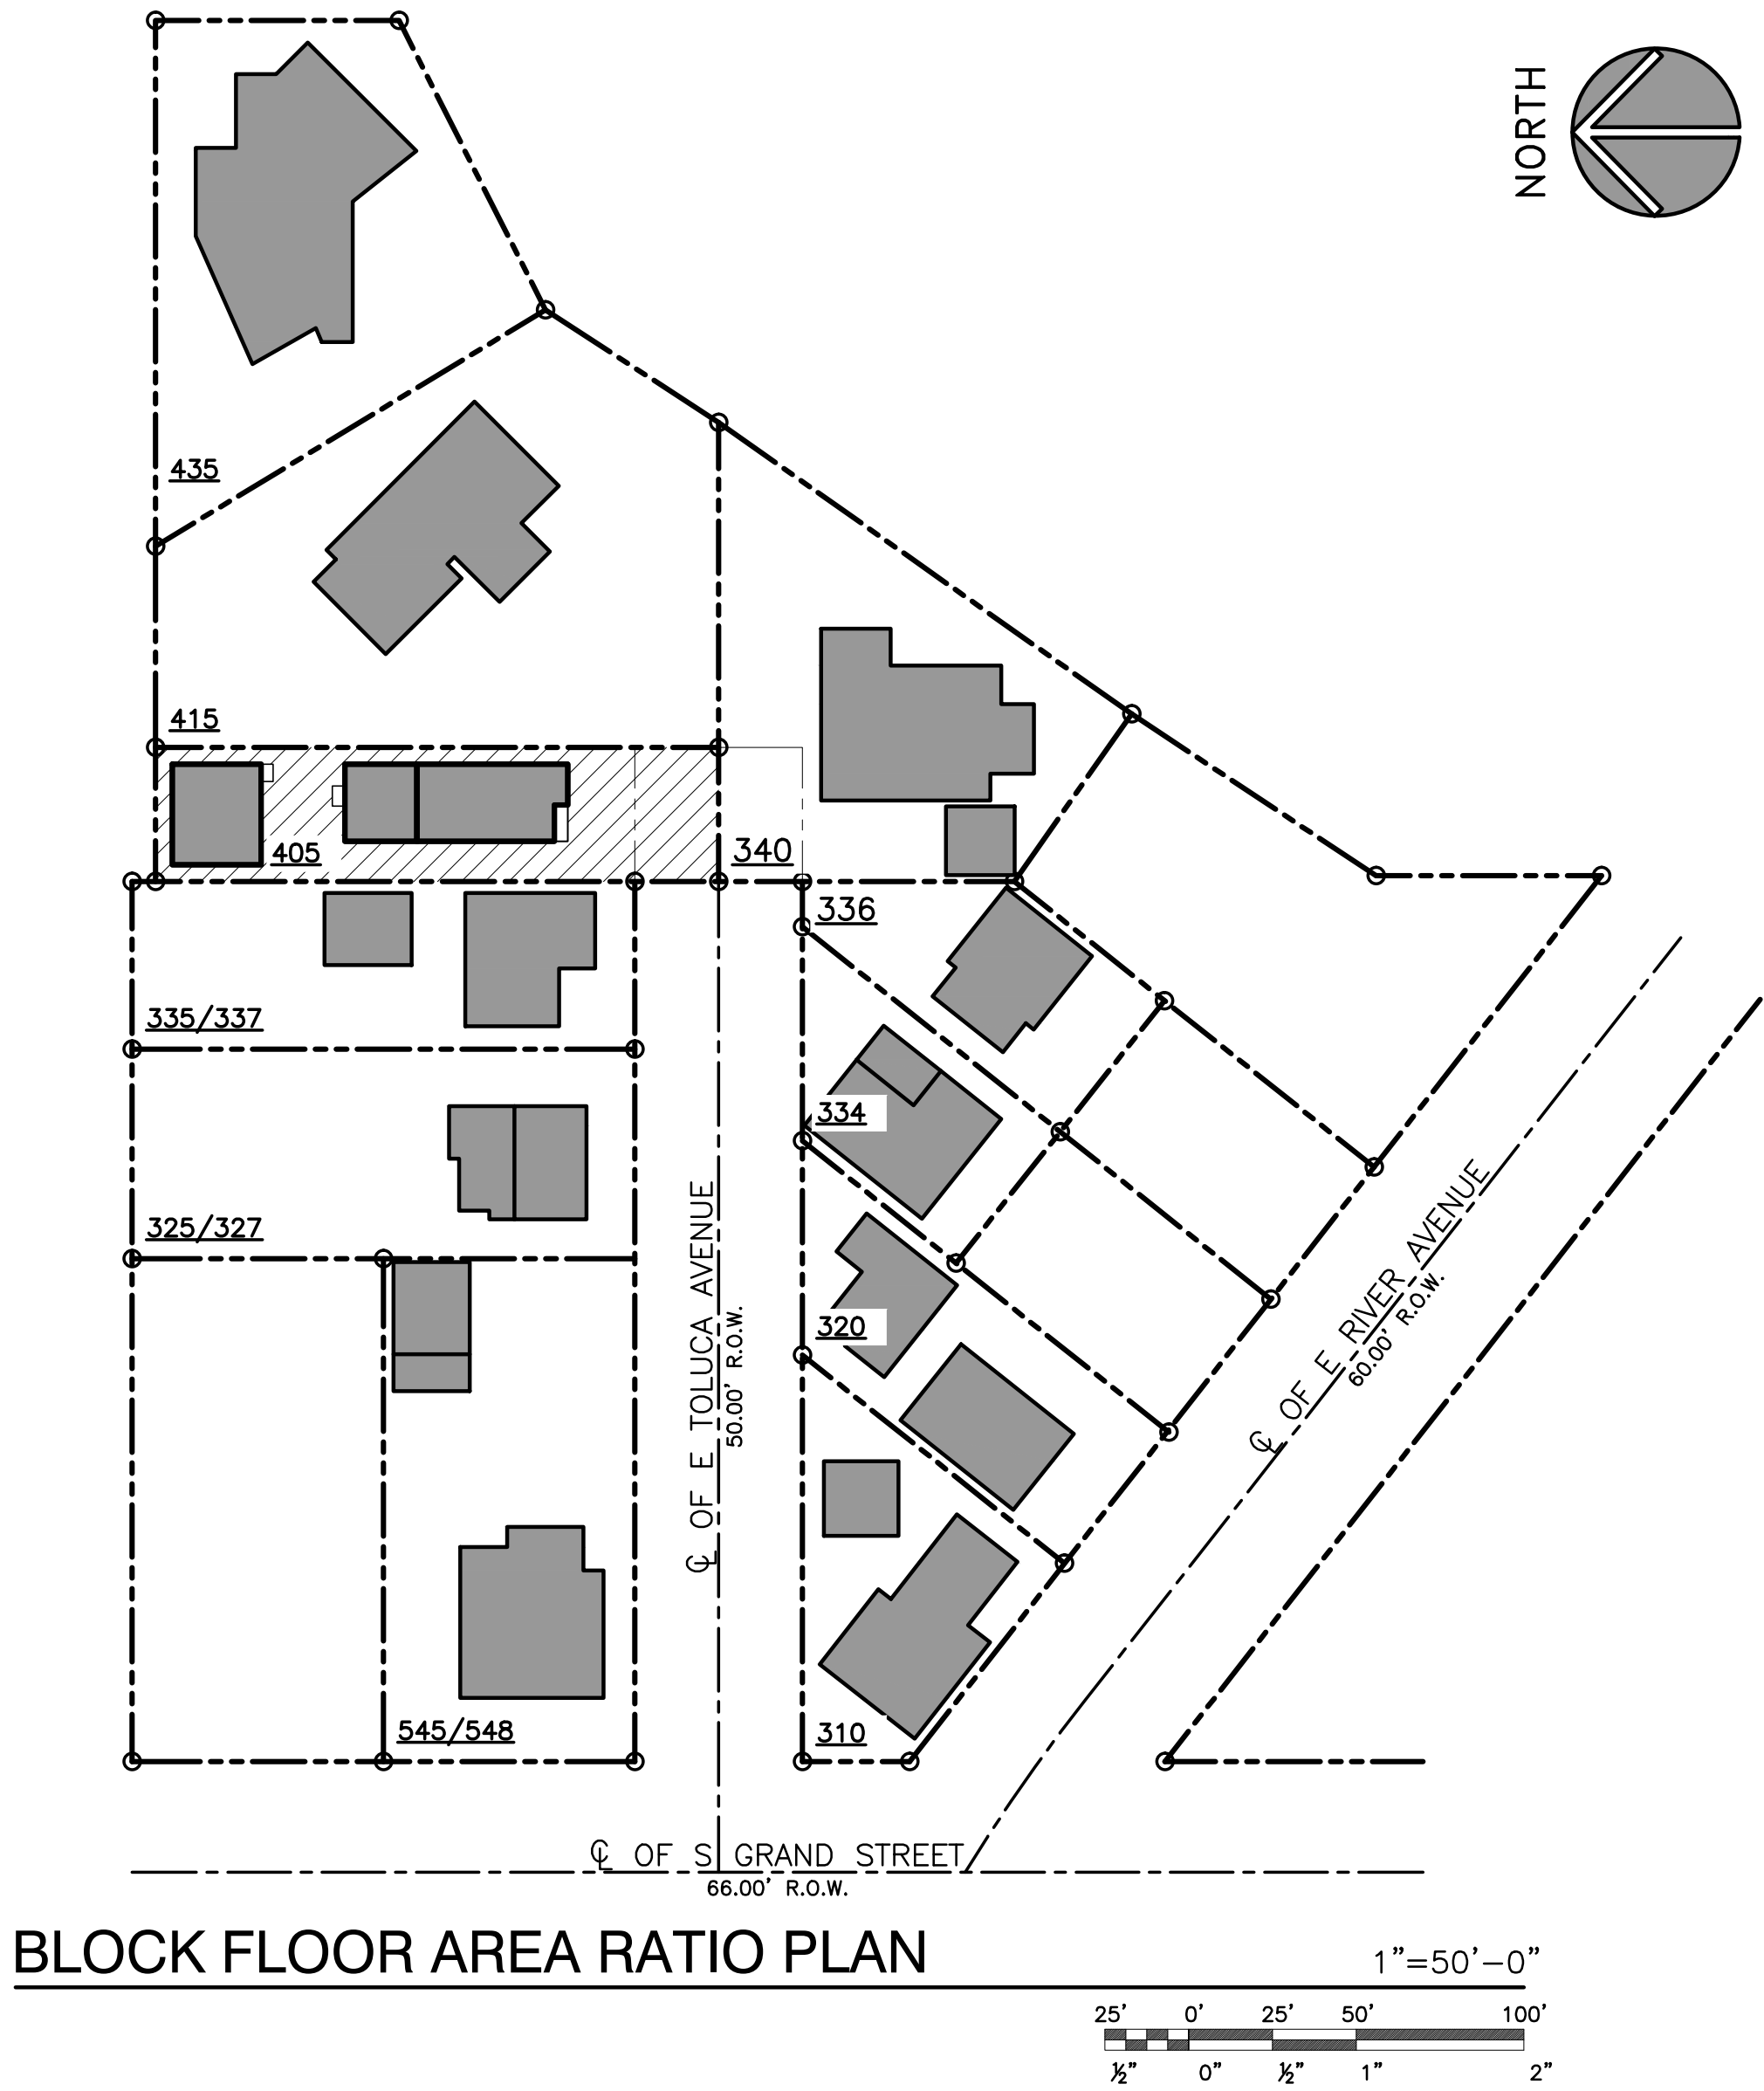 NORTH
435
415
405
340
336
335/337
334
325/327
320
℄ OF E TOLUCA AVENUE
50.00' R.O.W.
℄ OF E RIVER AVENUE
60.00' R.O.W.
545/548
310
℄ OF S GRAND STREET
66.00' R.O.W.
BLOCK FLOOR AREA RATIO PLAN
1"=50'-0"
25' 0' 25' 50' 100'
½" 0" ½" 1" 2"